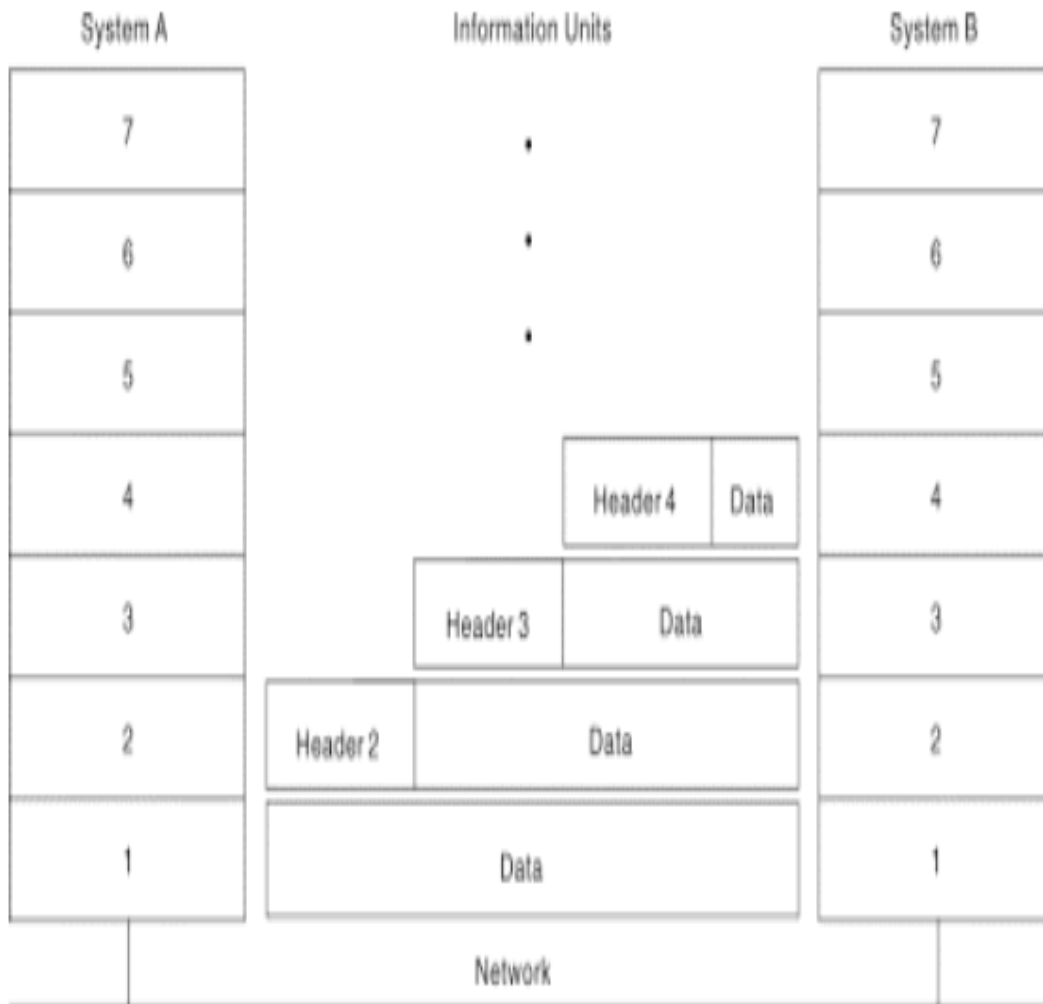 System A Information Units System B
7 7
6 6
5 5
4 Header 4 Data 4
3 Header 3 Data 3
2 Header 2 Data 2
1 Data 1
Network